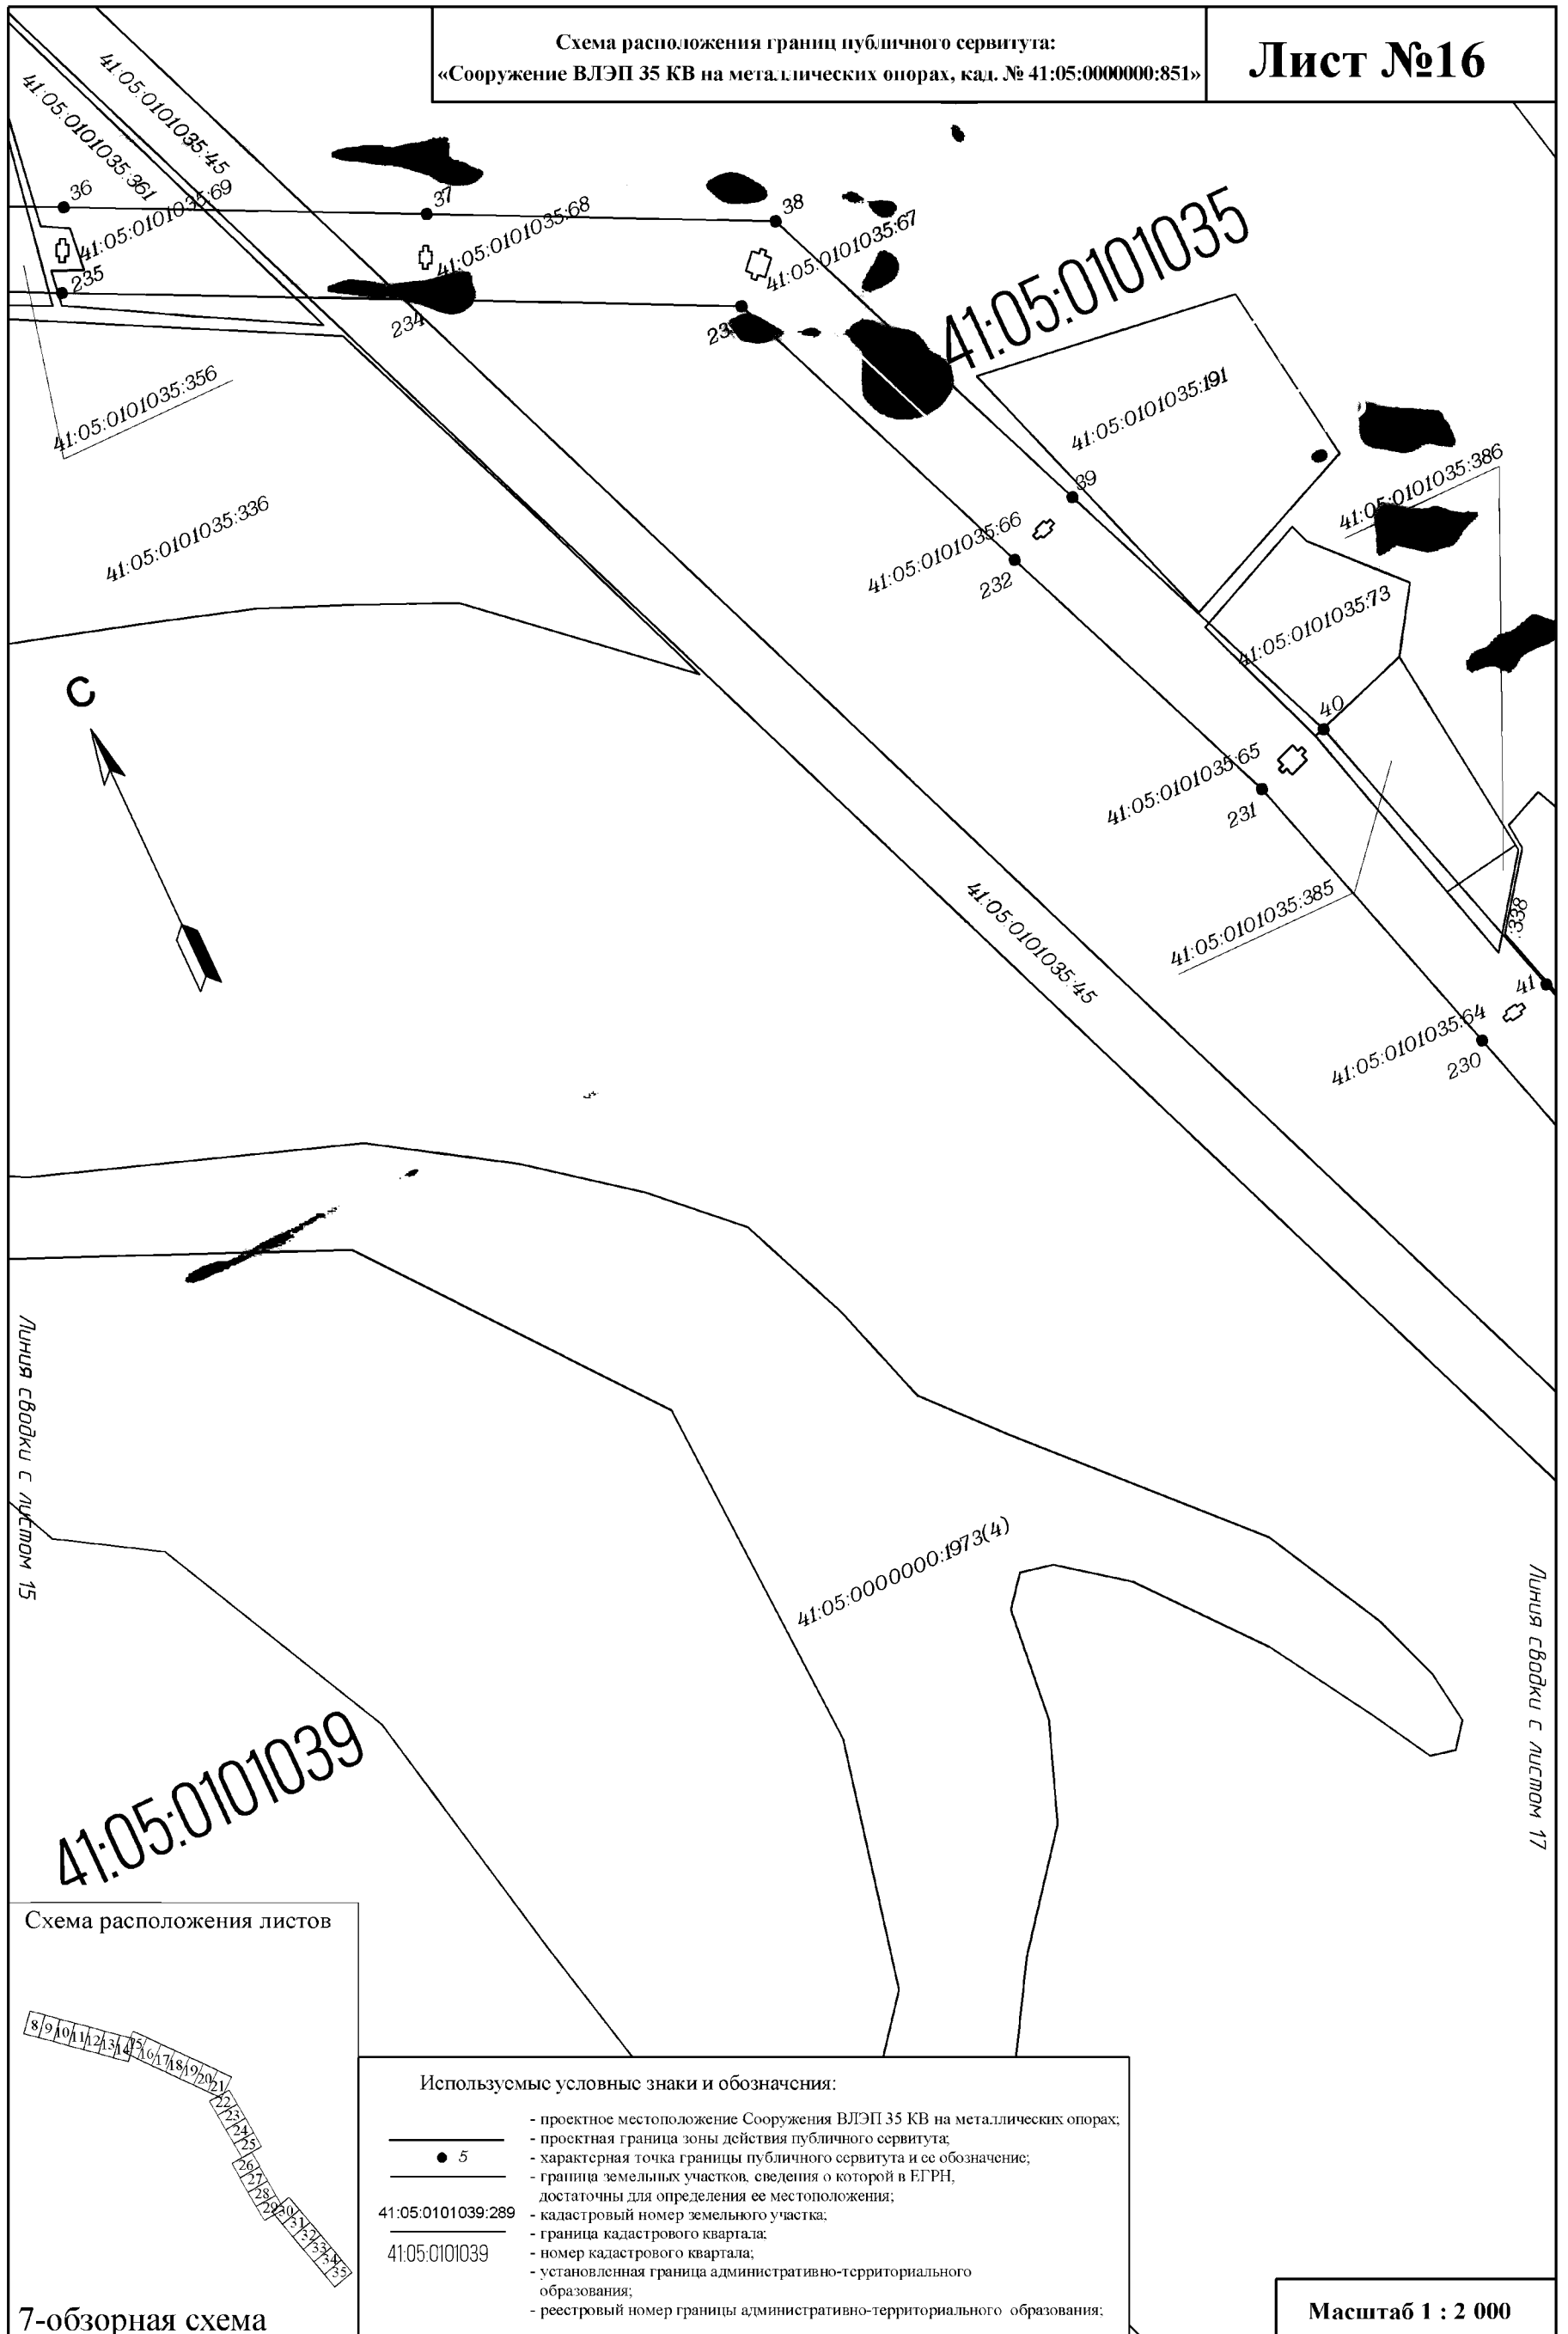 Схема расположения границ публичного сервитута:
«Сооружение ВЛЭП 35 КВ на металлических опорах, кад. № 41:05:0000000:851»
Лист №16
41:05:0101035:45
41:05:0101035:361
36
41:05:0101035:69
235
37
41:05:0101035:68
234
38
41:05:0101035:67
41:05:0101035
41:05:0101035:356
41:05:0101035:191
41:05:0101035:386
39
41:05:0101035:336
41:05:0101035:66
232
41:05:0101035:73
С
40
41:05:0101035:65
231
41:05:0101035:45
41:05:0101035:385
:338
41
41:05:0101035:64
230
Линия сводки с листом 15
41:05:0000000:1973(4)
Линия сводки с листом 17
41:05:0101039
Схема расположения листов
8 9 10 11 12 13 14 15 16 17 18 19 20 21
22
23
24
25
26
27
28
29 30
31
32
33
34
35
7-обзорная схема
Используемые условные знаки и обозначения:
- проектное местоположение Сооружения ВЛЭП 35 КВ на металлических опорах;
- проектная граница зоны действия публичного сервитута;
5 - характерная точка границы публичного сервитута и ее обозначение;
- граница земельных участков, сведения о которой в ЕГРН,
достаточны для определения ее местоположения;
41:05:0101039:289 - кадастровый номер земельного участка;
- граница кадастрового квартала;
41:05:0101039 - номер кадастрового квартала;
- установленная граница административно-территориального
образования;
- реестровый номер границы административно-территориального образования;
Масштаб 1 : 2 000